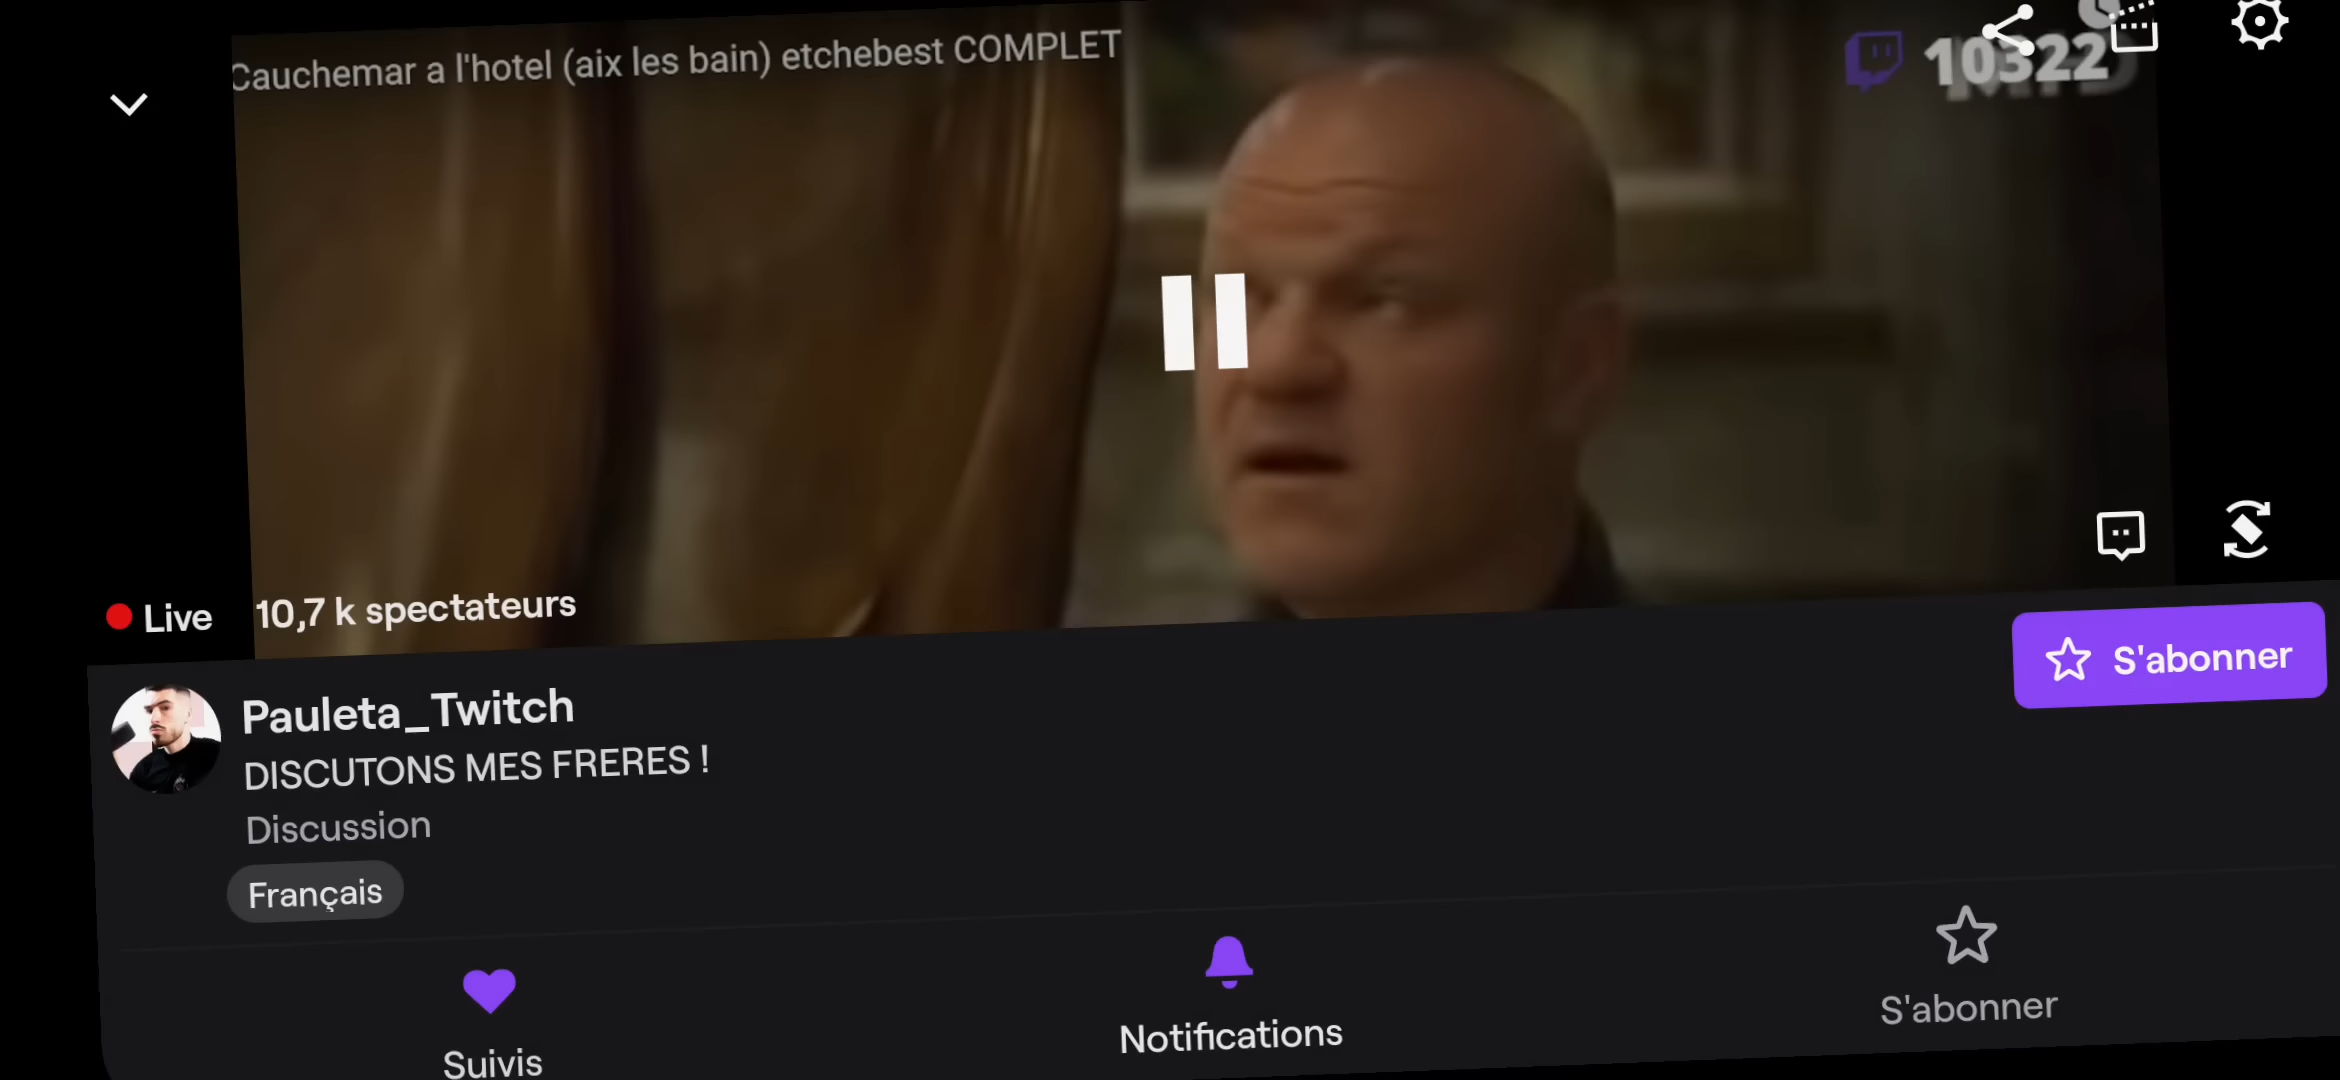 Cauchemar a l'hotel (aix les bain) etchebest COMPLET
10322
Live
10,7 k spectateurs
S'abonner
Pauleta_Twitch
DISCUTONS MES FRERES !
Discussion
Français
Suivis
Notifications
S'abonner